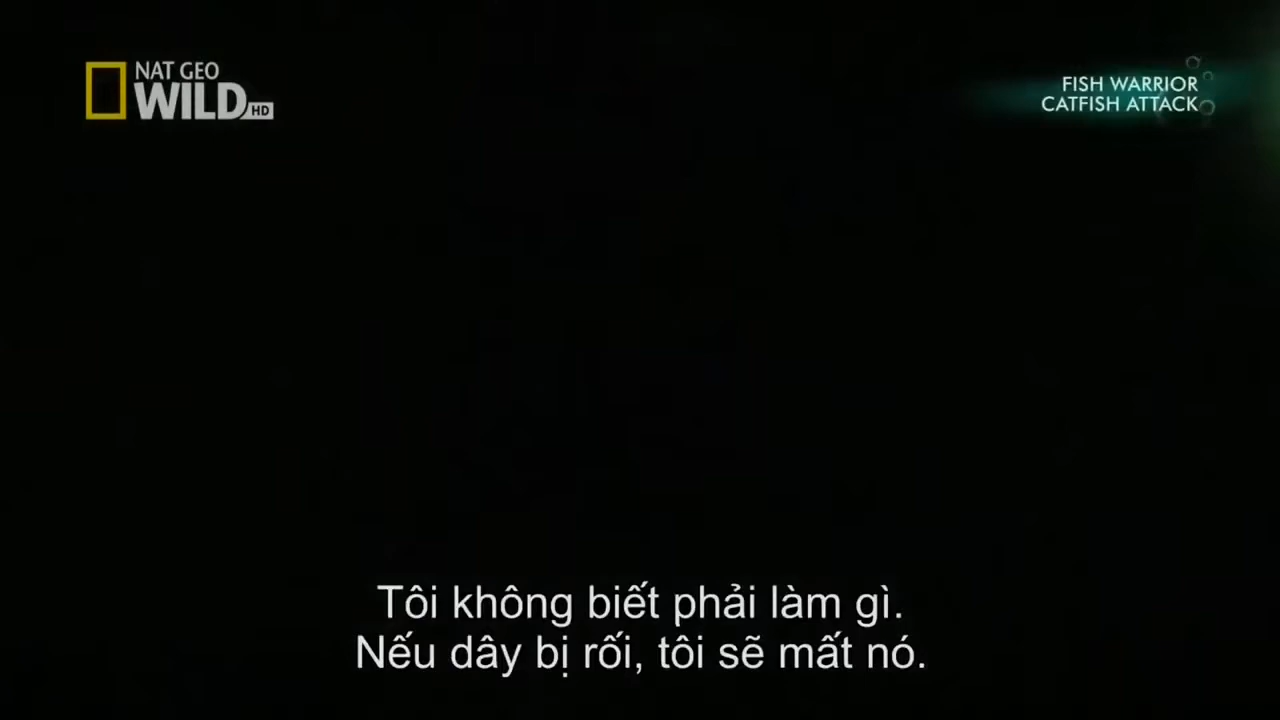 NAT GEO
WILD HD
FISH WARRIOR
CATFISH ATTACK
Tôi không biết phải làm gì.
Nếu dây bị rối, tôi sẽ mất nó.